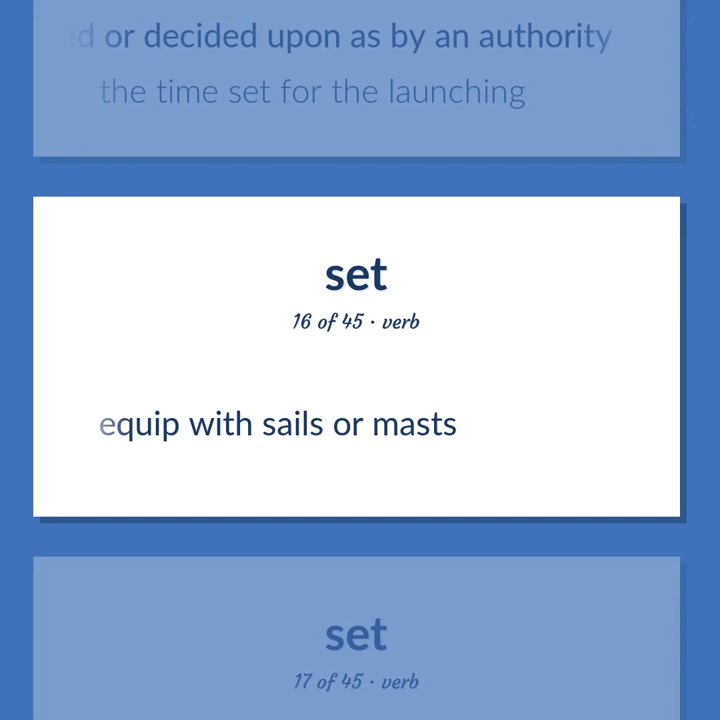 or decided upon as by an authority
the time set for the launching
set
16 of 45 · verb
equip with sails or masts
set
17 of 45 · verb